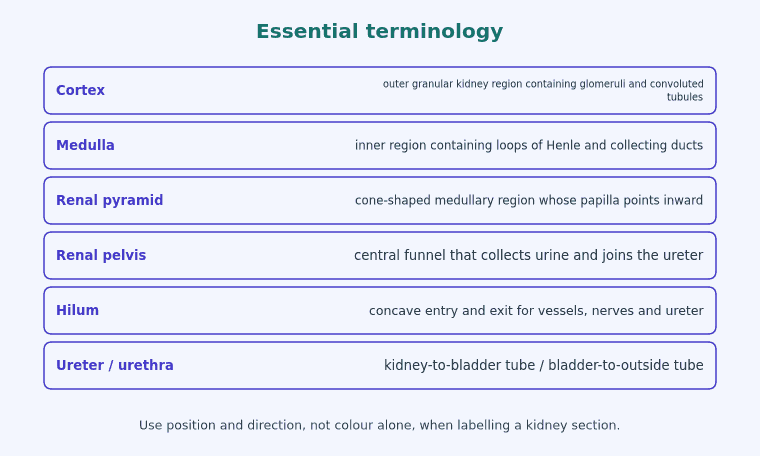 Essential terminology
Cortex
outer granular kidney region containing glomeruli and convoluted
tubules
Medulla
inner region containing loops of Henle and collecting ducts
Renal pyramid
cone-shaped medullary region whose papilla points inward
Renal pelvis
central funnel that collects urine and joins the ureter
Hilum
concave entry and exit for vessels, nerves and ureter
Ureter / urethra
kidney-to-bladder tube / bladder-to-outside tube
Use position and direction, not colour alone, when labelling a kidney section.